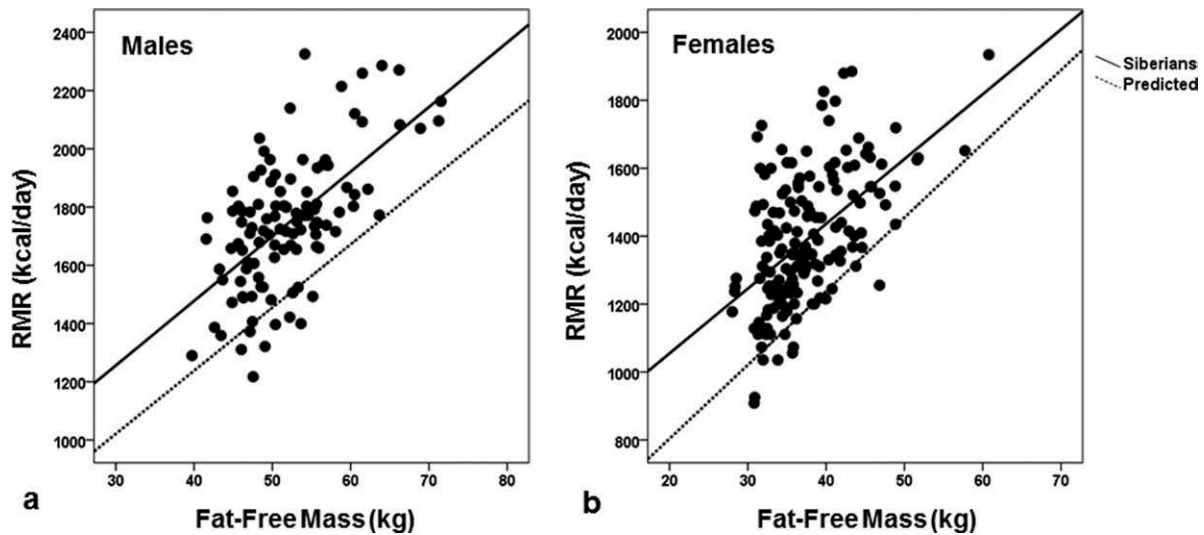 Males
RMR (kcal/day)
2400
2200
2000
1800
1600
1400
1200
1000
30 40 50 60 70 80
Fat-Free Mass (kg)
a
Females
RMR (kcal/day)
2000
1800
1600
1400
1200
1000
800
20 30 40 50 60 70
Fat-Free Mass (kg)
b
Siberians
Predicted